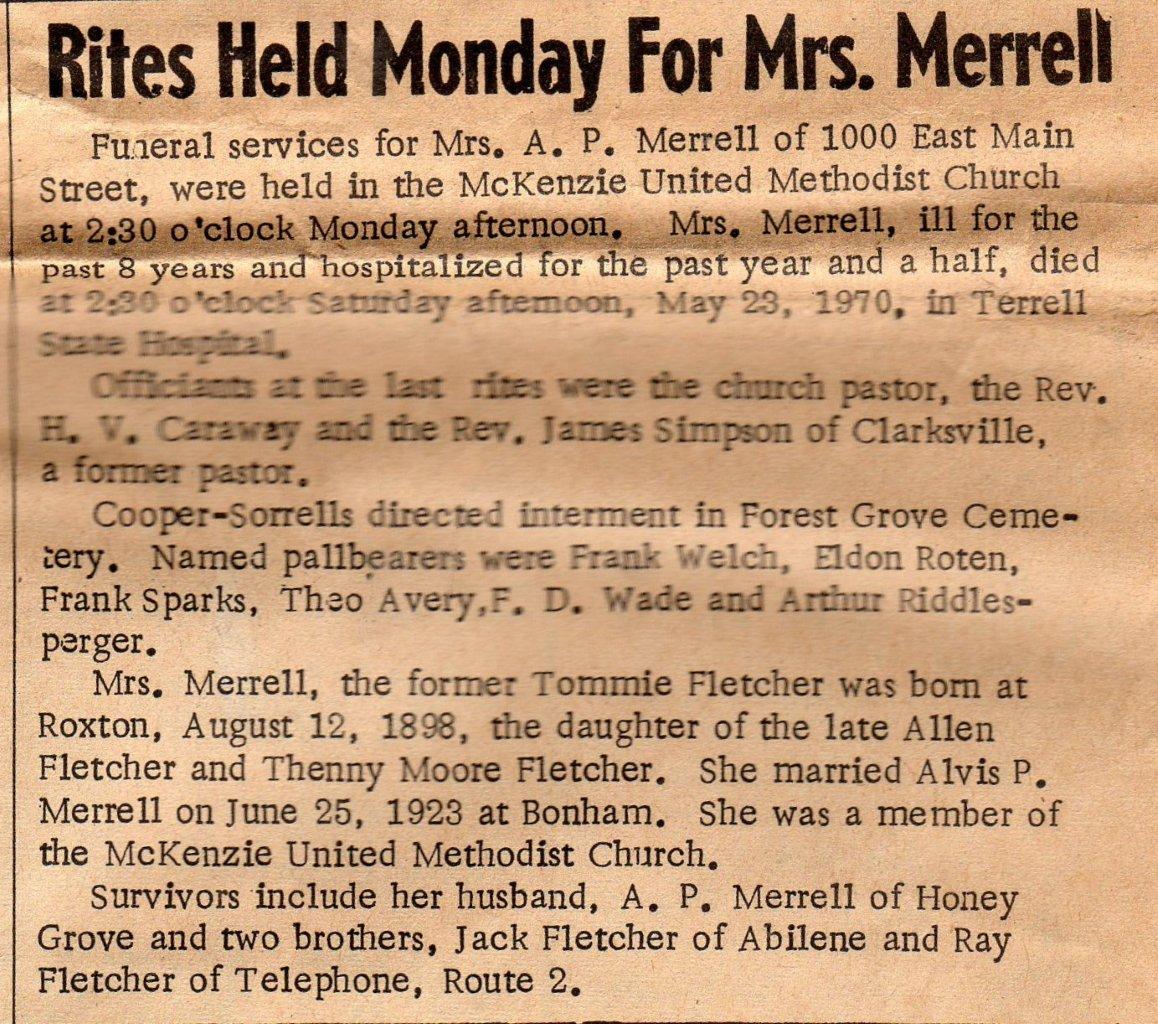 Rites Held Monday For Mrs. Merrell
Funeral services for Mrs. A. P. Merrell of 1000 East Main
Street, were held in the McKenzie United Methodist Church
at 2:30 o'clock Monday afternoon. Mrs. Merrell, ill for the
past 8 years and hospitalized for the past year and a half, died
at 2:30 o'clock Saturday afternoon, May 23, 1970, in Terrell
State Hospital.
Officiants at the last rites were the church pastor, the Rev.
H. V. Caraway and the Rev. James Simpson of Clarksville,
a former pastor.
Cooper-Sorrells directed interment in Forest Grove Ceme-
tery. Named pallbearers were Frank Welch, Eldon Roten,
Frank Sparks, Theo Avery,F. D. Wade and Arthur Riddles-
perger.
Mrs. Merrell, the former Tommie Fletcher was born at
Roxton, August 12, 1898, the daughter of the late Allen
Fletcher and Thenny Moore Fletcher. She married Alvis P.
Merrell on June 25, 1923 at Bonham. She was a member of
the McKenzie United Methodist Church.
Survivors include her husband, A. P. Merrell of Honey
Grove and two brothers, Jack Fletcher of Abilene and Ray
Fletcher of Telephone, Route 2.